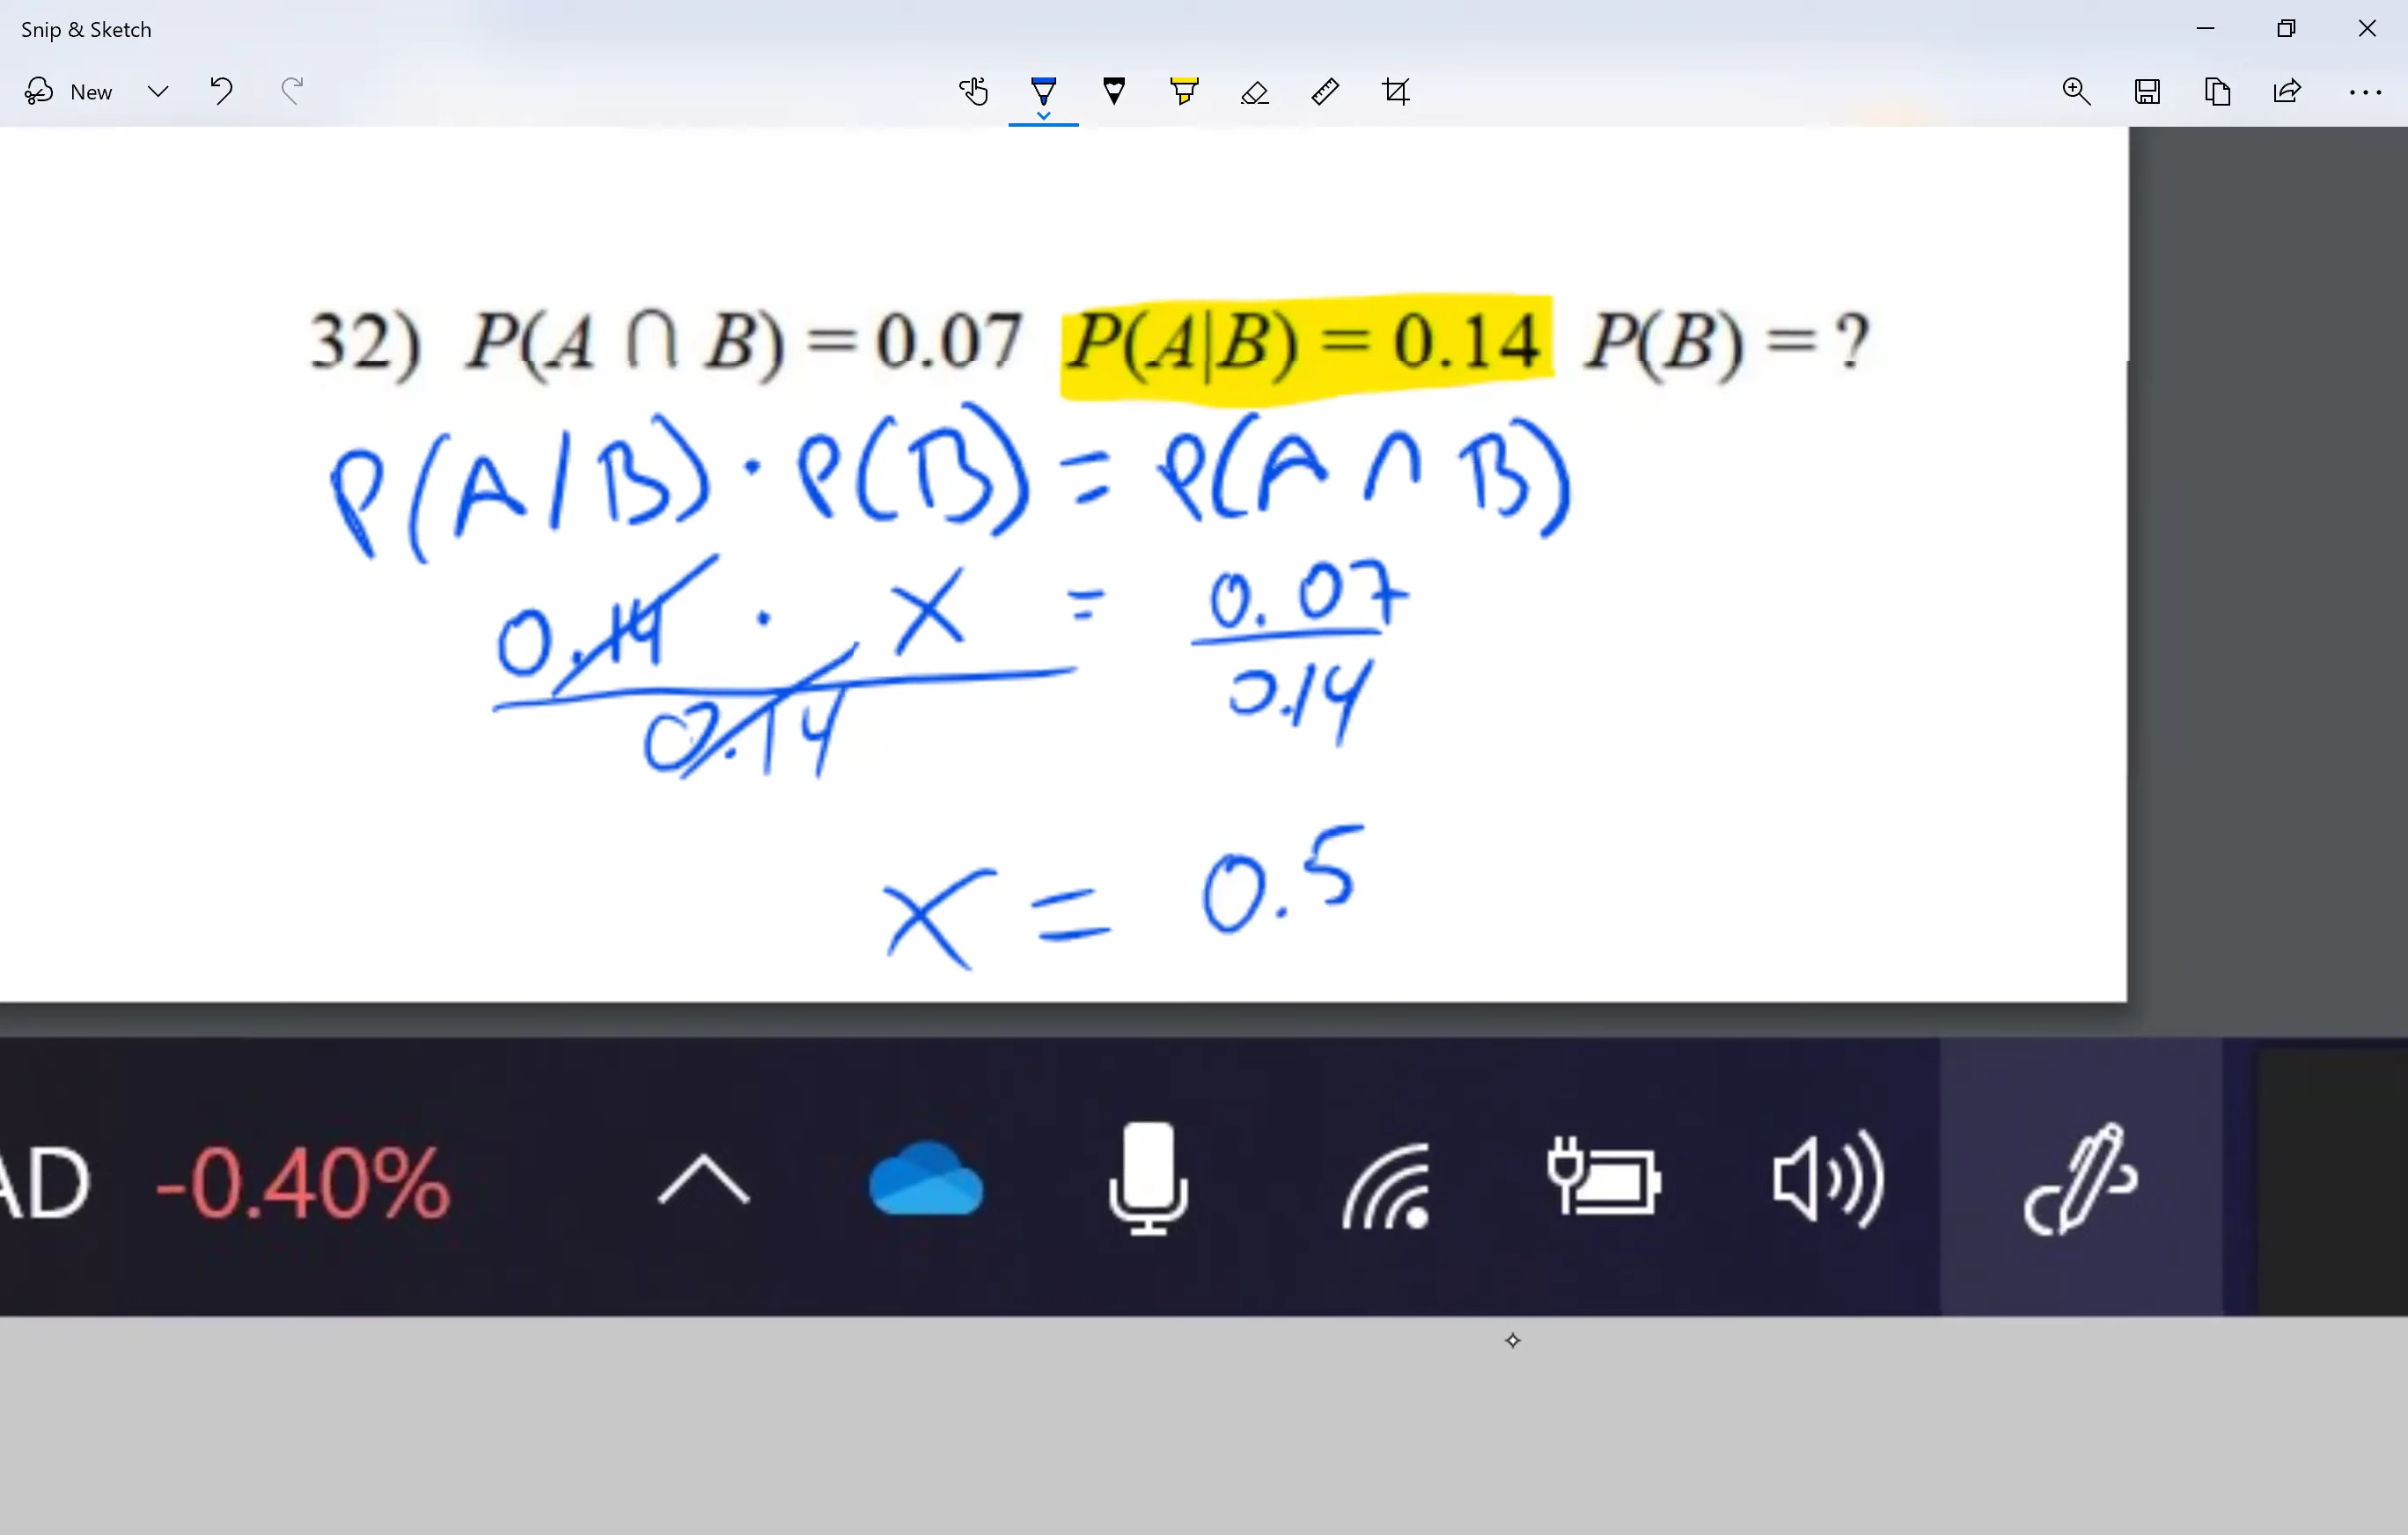 Snip & Sketch
New
32) P(A ∩ B) = 0.07 P(A|B) = 0.14 P(B) = ?
P(A/B) · P(B) = P(A ∩ B)
0.14 · x = 0.07
0.14 0.14
x = 0.5
AD -0.40%